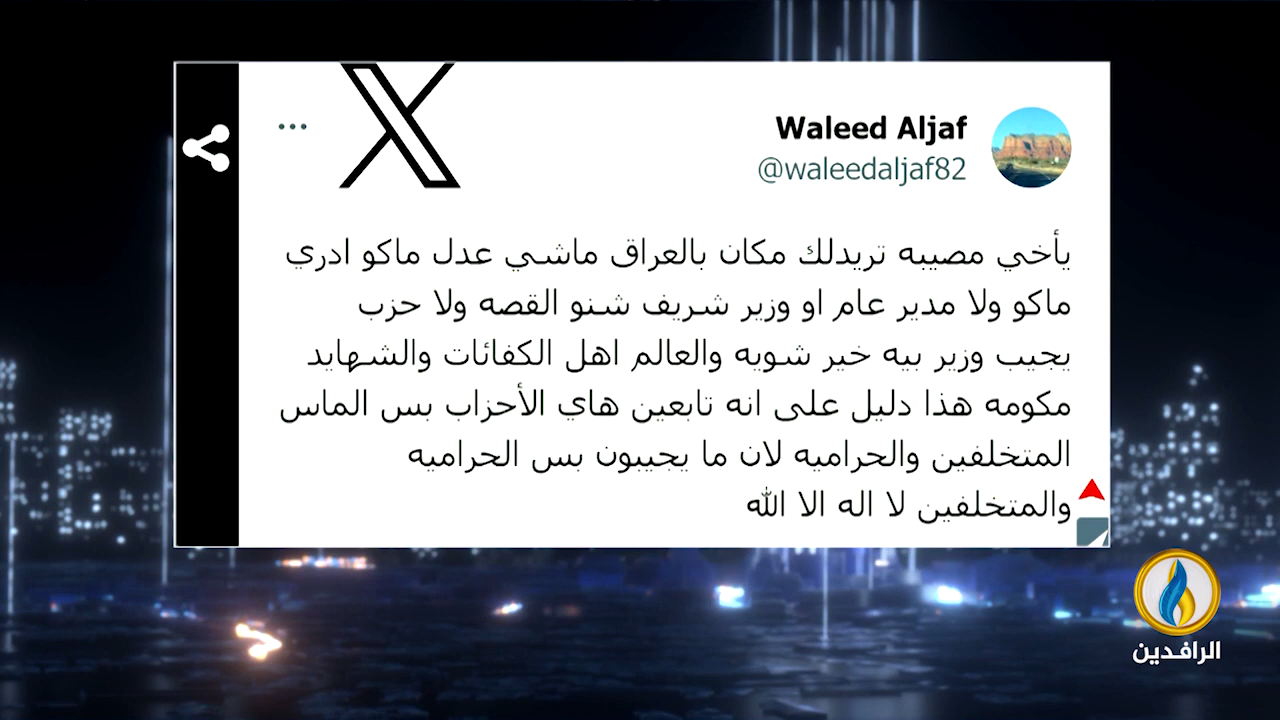 Waleed Aljaf
@waleedaljaf82
يأخي مصيبه تريدلك مكان بالعراق ماشي عدل ماكو ادري
ماكو ولا مدير عام او وزير شريف شنو القصه ولا حزب
يجيب وزير بيه خير شويه والعالم اهل الكفائات والشهايد
مكومه هذا دليل على انه تابعين هاي الأحزاب بس الماس
المتخلفين والحراميه لان ما يجيبون بس الحراميه
والمتخلفين لا اله الا الله
الرافدين